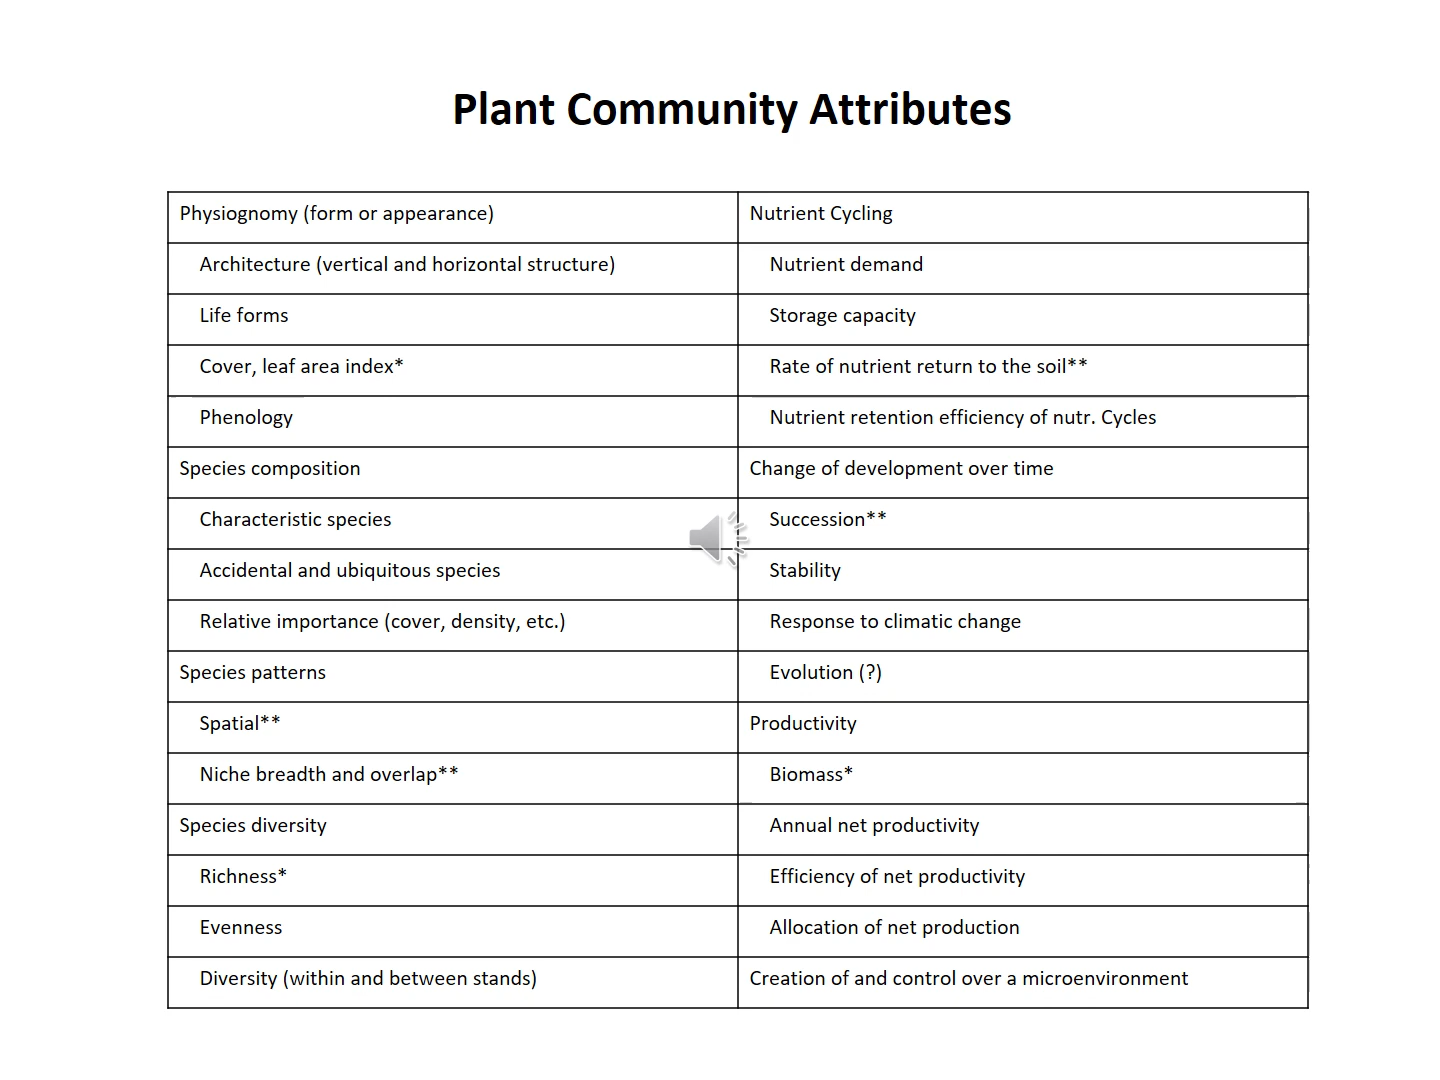 Plant Community Attributes
Physiognomy (form or appearance)
Nutrient Cycling
Architecture (vertical and horizontal structure)
Nutrient demand
Life forms
Storage capacity
Cover, leaf area index*
Rate of nutrient return to the soil**
Phenology
Nutrient retention efficiency of nutr. Cycles
Species composition
Change of development over time
Characteristic species
Succession**
Accidental and ubiquitous species
Stability
Relative importance (cover, density, etc.)
Response to climatic change
Species patterns
Evolution (?)
Spatial**
Productivity
Niche breadth and overlap**
Biomass*
Species diversity
Annual net productivity
Richness*
Efficiency of net productivity
Evenness
Allocation of net production
Diversity (within and between stands)
Creation of and control over a microenvironment